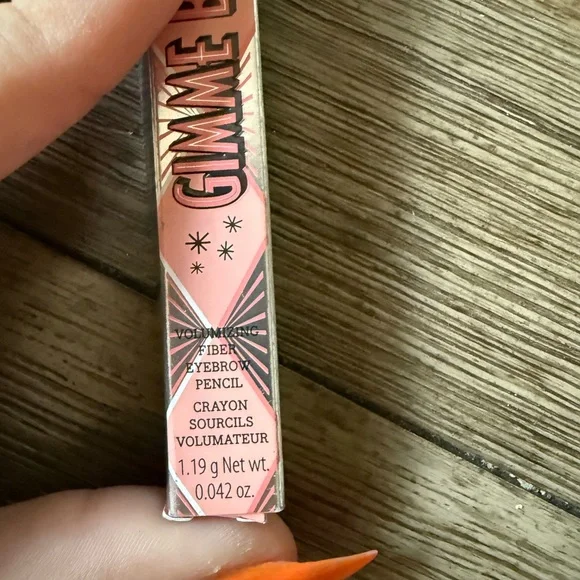 GIMME
VOLUMIZING
FIBER
EYEBROW
PENCIL
CRAYON
SOURCILS
VOLUMATEUR
1.19 g Net wt.
0.042 oz.